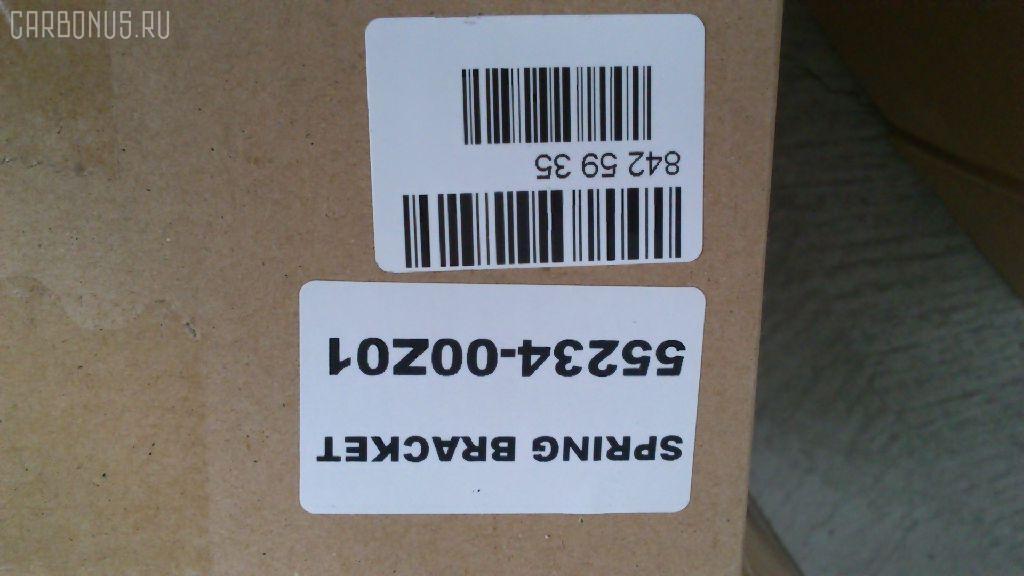 CARBONUS.RU
SPRING BRACKET
55234-00Z01
842 59 35